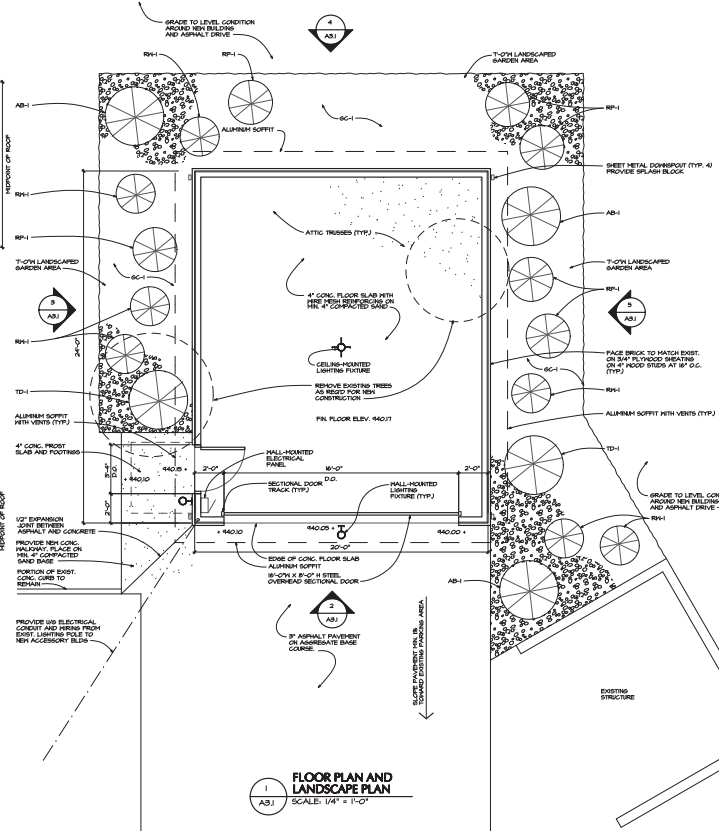 GRADE TO LEVEL CONDITION
AROUND NEW BUILDING
AND ASPHALT DRIVE
4
A3.1
7'-0"W LANDSCAPED
GARDEN AREA
RW-1
RP-1
AB-1
GC-1
RP-1
ALUMINUM SOFFIT
MIDPOINT OF ROOF
SHEET METAL DOWNSPOUT (TYP. 4)
PROVIDE SPLASH BLOCK
RW-1
AB-1
ATTIC TRUSSES (TYP.)
RP-1
7'-0"W LANDSCAPED
GARDEN AREA
7'-0"W LANDSCAPED
GARDEN AREA
GC-1
RP-1
4" CONC. FLOOR SLAB WITH
WIRE MESH REINFORCING ON
MIN. 4" COMPACTED SAND
3
A3.1
5
A3.1
24'-0"
RW-1
FACE BRICK TO MATCH EXIST.
ON 3/4" PLYWOOD SHEATING
ON 4" WOOD STUDS AT 16" O.C.
(TYP.)
GC-1
CEILING-MOUNTED
LIGHTING FIXTURE
REMOVE EXISTING TREES
AS REQ'D FOR NEW
CONSTRUCTION
TD-1
RW-1
FIN. FLOOR ELEV. 940.17
ALUMINUM SOFFIT
WITH VENTS (TYP.)
ALUMINUM SOFFIT WITH VENTS (TYP.)
4" CONC. FROST
SLAB AND FOOTINGS
TD-1
WALL-MOUNTED
ELECTRICAL
PANEL
3'-4"
D.O.
940.15
2'-0"
16'-0"
D.O.
2'-0"
940.10
SECTIONAL DOOR
TRACK (TYP.)
WALL-MOUNTED
LIGHTING
FIXTURE (TYP.)
2'-0"
GRADE TO LEVEL CON
AROUND NEW BUILDING
AND ASPHALT DRIVE
RW-1
MIDPOINT OF ROOF
1/2" EXPANSION
JOINT BETWEEN
ASPHALT AND CONCRETE
+ 940.10
940.05 +
940.00 +
20'-0"
PROVIDE NEW CONC.
WALKWAY. PLACE ON
MIN. 4" COMPACTED
SAND BASE
EDGE OF CONC. FLOOR SLAB
ALUMINUM SOFFIT
16'-0"W X 8'-0" H STEEL
OVERHEAD SECTIONAL DOOR
PORTION OF EXIST.
CONC. CURB TO
REMAIN
AB-1
2
A3.1
PROVIDE U/G ELECTRICAL
CONDUIT AND WIRING FROM
EXIST. LIGHTING POLE TO
NEW ACCESSORY BLDG
3" ASPHALT PAVEMENT
ON AGGREGATE BASE
COURSE
SLOPE PAVEMENT MIN. 1%
TOWARD EXISTING PARKING AREA
EXISTING
STRUCTURE
1
A3.1
FLOOR PLAN AND
LANDSCAPE PLAN
SCALE: 1/4" = 1'-0"